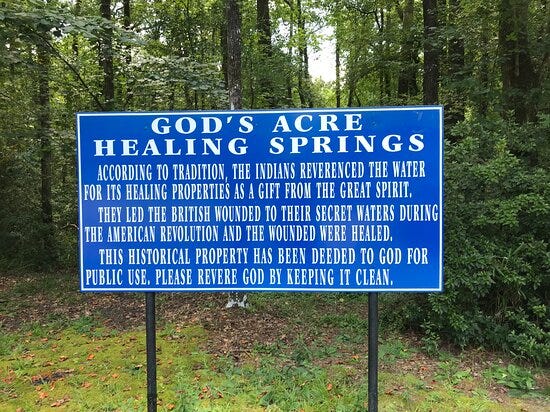 GOD'S ACRE
HEALING SPRINGS
ACCORDING TO TRADITION, THE INDIANS REVERENCED THE WATER
FOR ITS HEALING PROPERTIES AS A GIFT FROM THE GREAT SPIRIT.
THEY LED THE BRITISH WOUNDED TO THEIR SECRET WATERS DURING
THE AMERICAN REVOLUTION AND THE WOUNDED WERE HEALED.
THIS HISTORICAL PROPERTY HAS BEEN DEEDED TO GOD FOR
PUBLIC USE. PLEASE REVERE GOD BY KEEPING IT CLEAN.